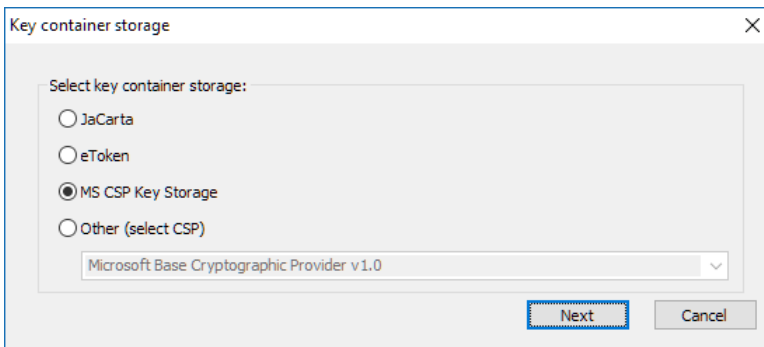 Key container storage
Select key container storage:
JaCarta
eToken
MS CSP Key Storage
Other (select CSP)
Microsoft Base Cryptographic Provider v1.0
Next Cancel